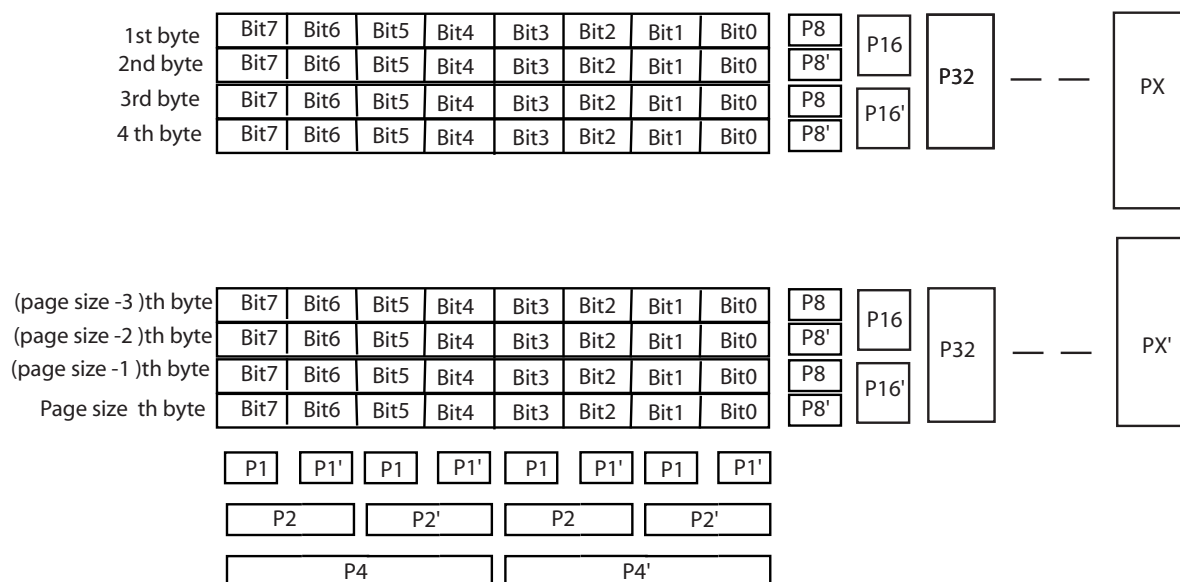 1st byte Bit7 Bit6 Bit5 Bit4 Bit3 Bit2 Bit1 Bit0 P8 P16 P32 — — PX
2nd byte Bit7 Bit6 Bit5 Bit4 Bit3 Bit2 Bit1 Bit0 P8'
3rd byte Bit7 Bit6 Bit5 Bit4 Bit3 Bit2 Bit1 Bit0 P8 P16'
4 th byte Bit7 Bit6 Bit5 Bit4 Bit3 Bit2 Bit1 Bit0 P8'
(page size -3 )th byte Bit7 Bit6 Bit5 Bit4 Bit3 Bit2 Bit1 Bit0 P8 P16 P32 — — PX'
(page size -2 )th byte Bit7 Bit6 Bit5 Bit4 Bit3 Bit2 Bit1 Bit0 P8'
(page size -1 )th byte Bit7 Bit6 Bit5 Bit4 Bit3 Bit2 Bit1 Bit0 P8 P16'
Page size th byte Bit7 Bit6 Bit5 Bit4 Bit3 Bit2 Bit1 Bit0 P8'
P1 P1' P1 P1' P1 P1' P1 P1'
P2 P2' P2 P2'
P4 P4'